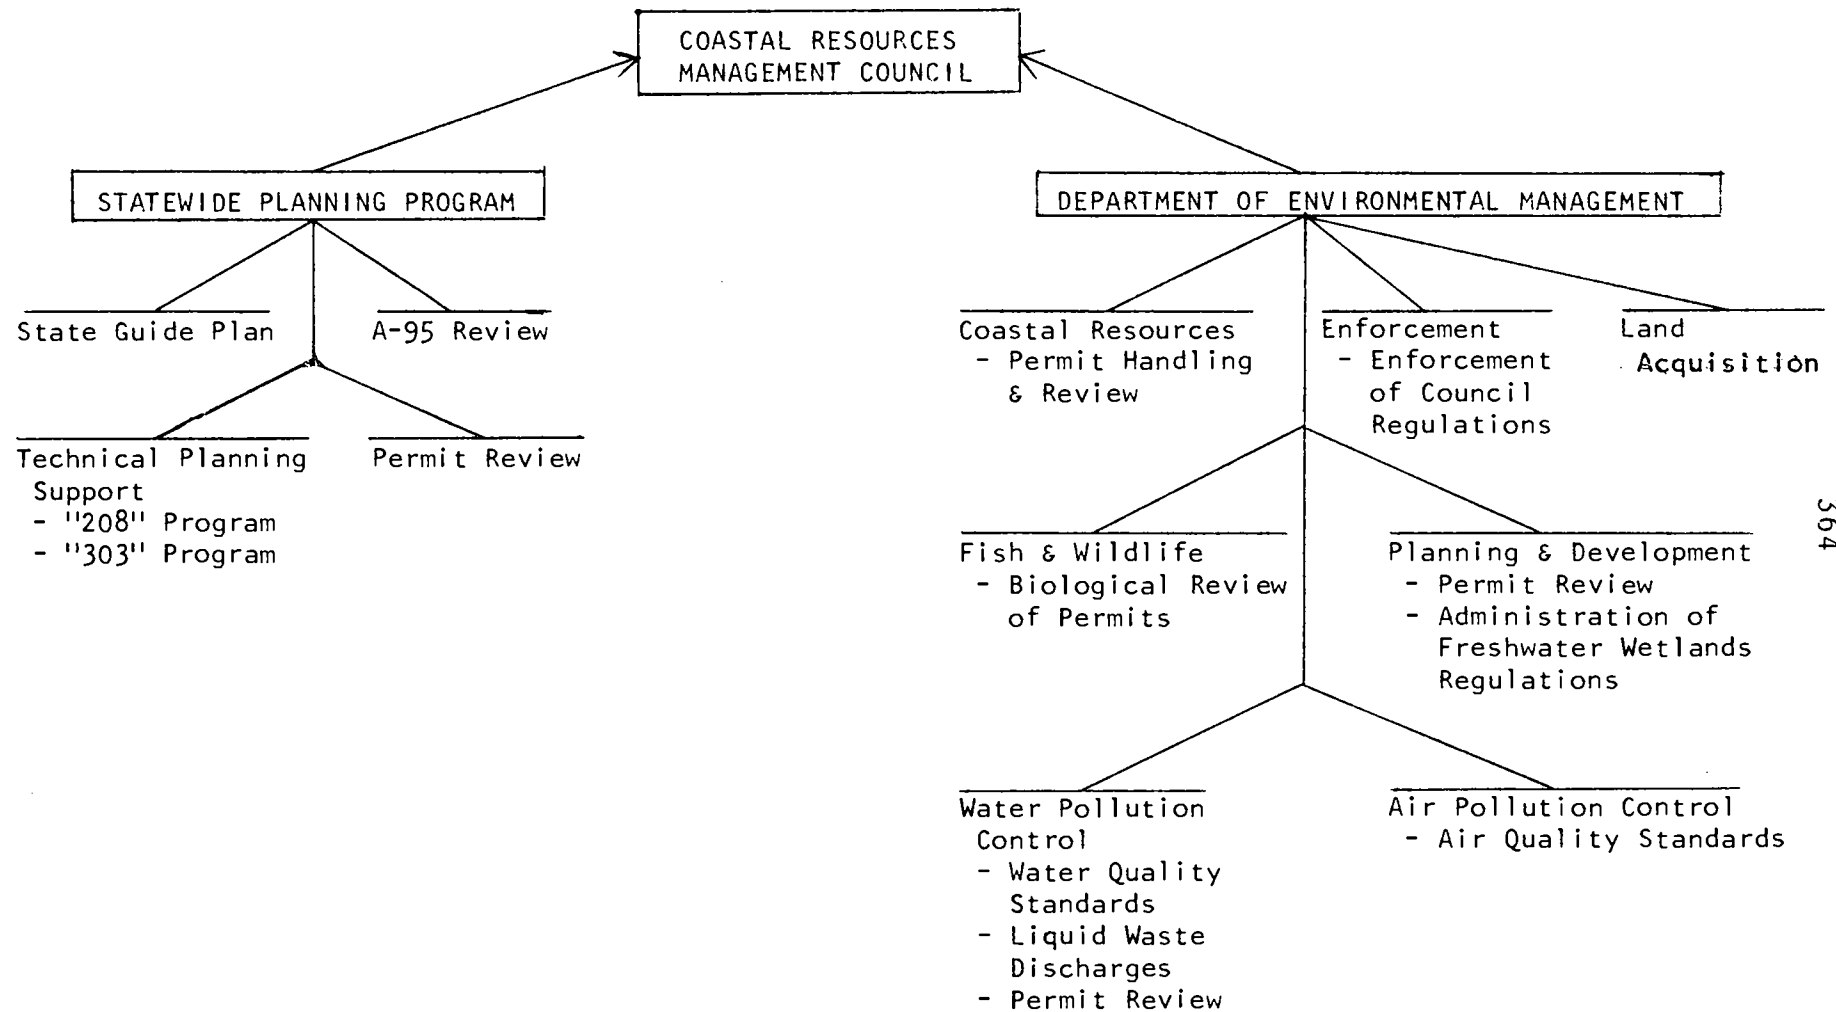 COASTAL RESOURCES
MANAGEMENT COUNCIL
STATEWIDE PLANNING PROGRAM
State Guide Plan
A-95 Review
Technical Planning
Support
- "208" Program
- "303" Program
Permit Review
DEPARTMENT OF ENVIRONMENTAL MANAGEMENT
Coastal Resources
- Permit Handling
& Review
Enforcement
- Enforcement
of Council
Regulations
Land
Acquisition
Fish & Wildlife
- Biological Review
of Permits
Planning & Development
- Permit Review
- Administration of
Freshwater Wetlands
Regulations
Water Pollution
Control
- Water Quality
Standards
- Liquid Waste
Discharges
- Permit Review
Air Pollution Control
- Air Quality Standards
364